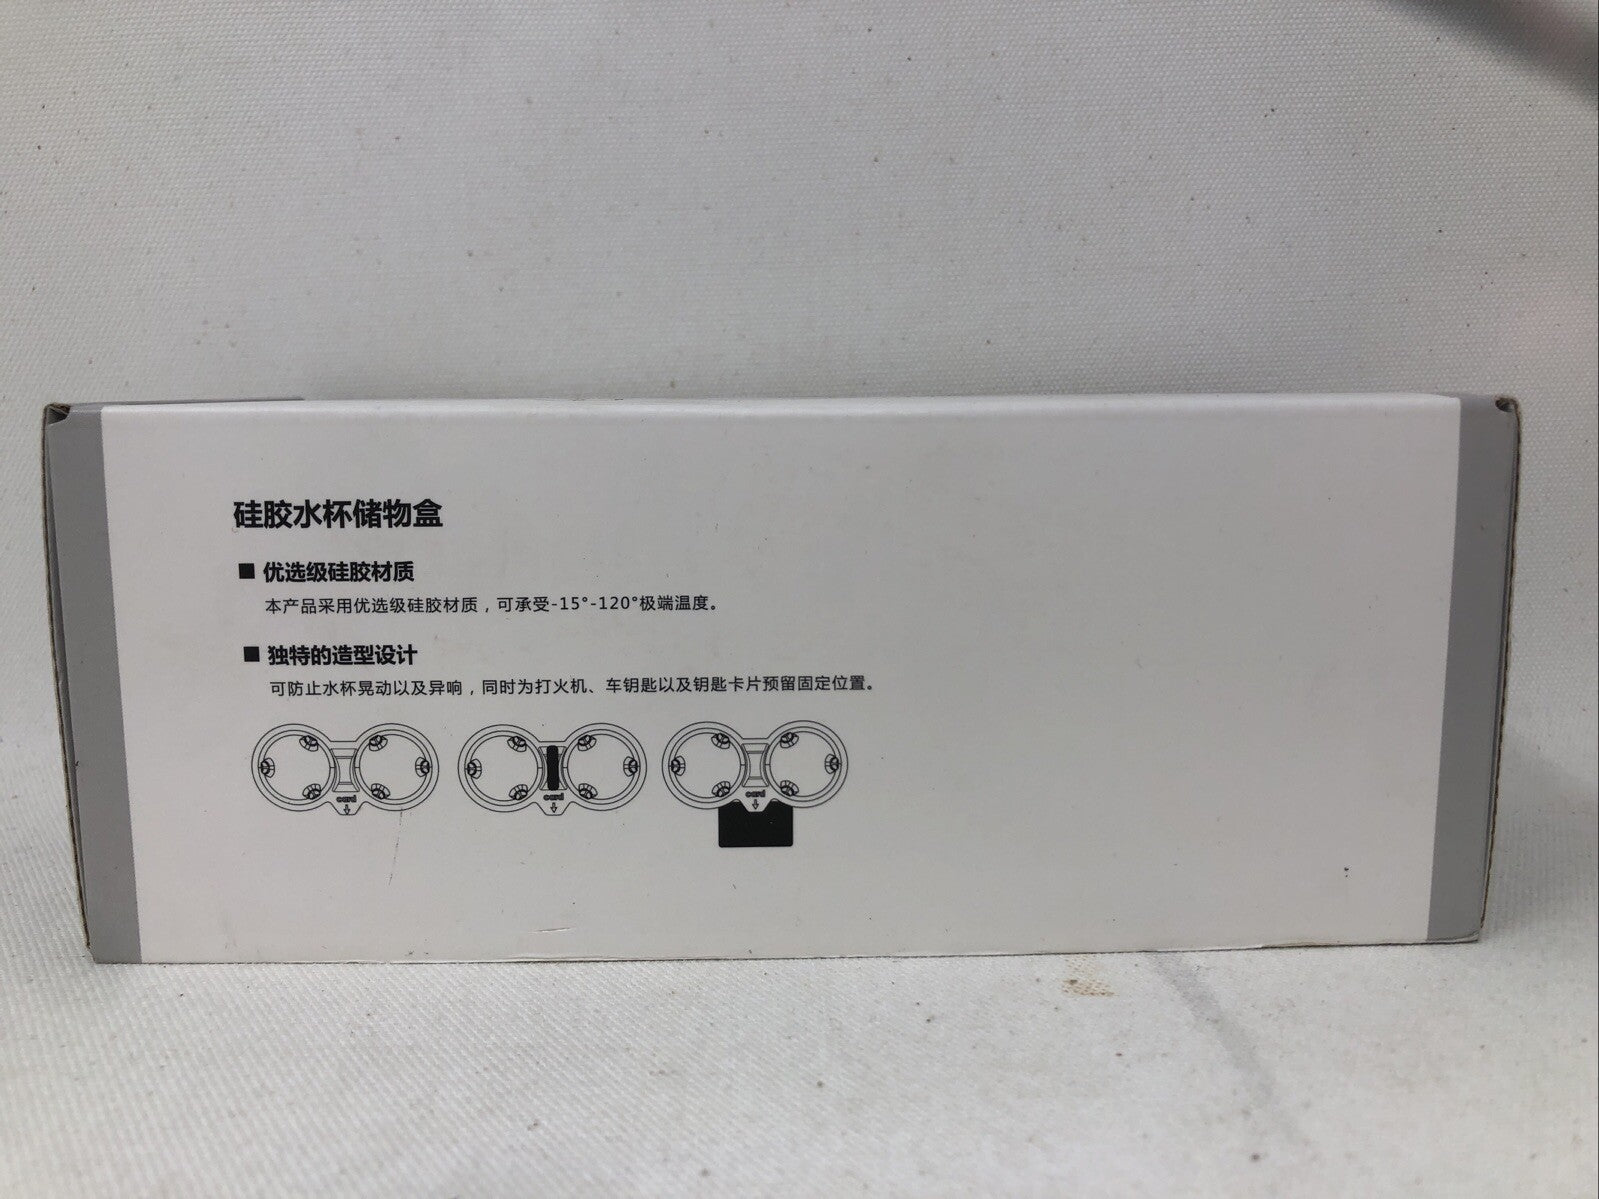 硅胶水杯储物盒
■ 优选级硅胶材质
本产品采用优选级硅胶材质，可承受-15°-120°极端温度。
■ 独特的造型设计
可防止水杯晃动以及异响，同时为打火机、车钥匙以及钥匙卡片预留固定位置。
card card card